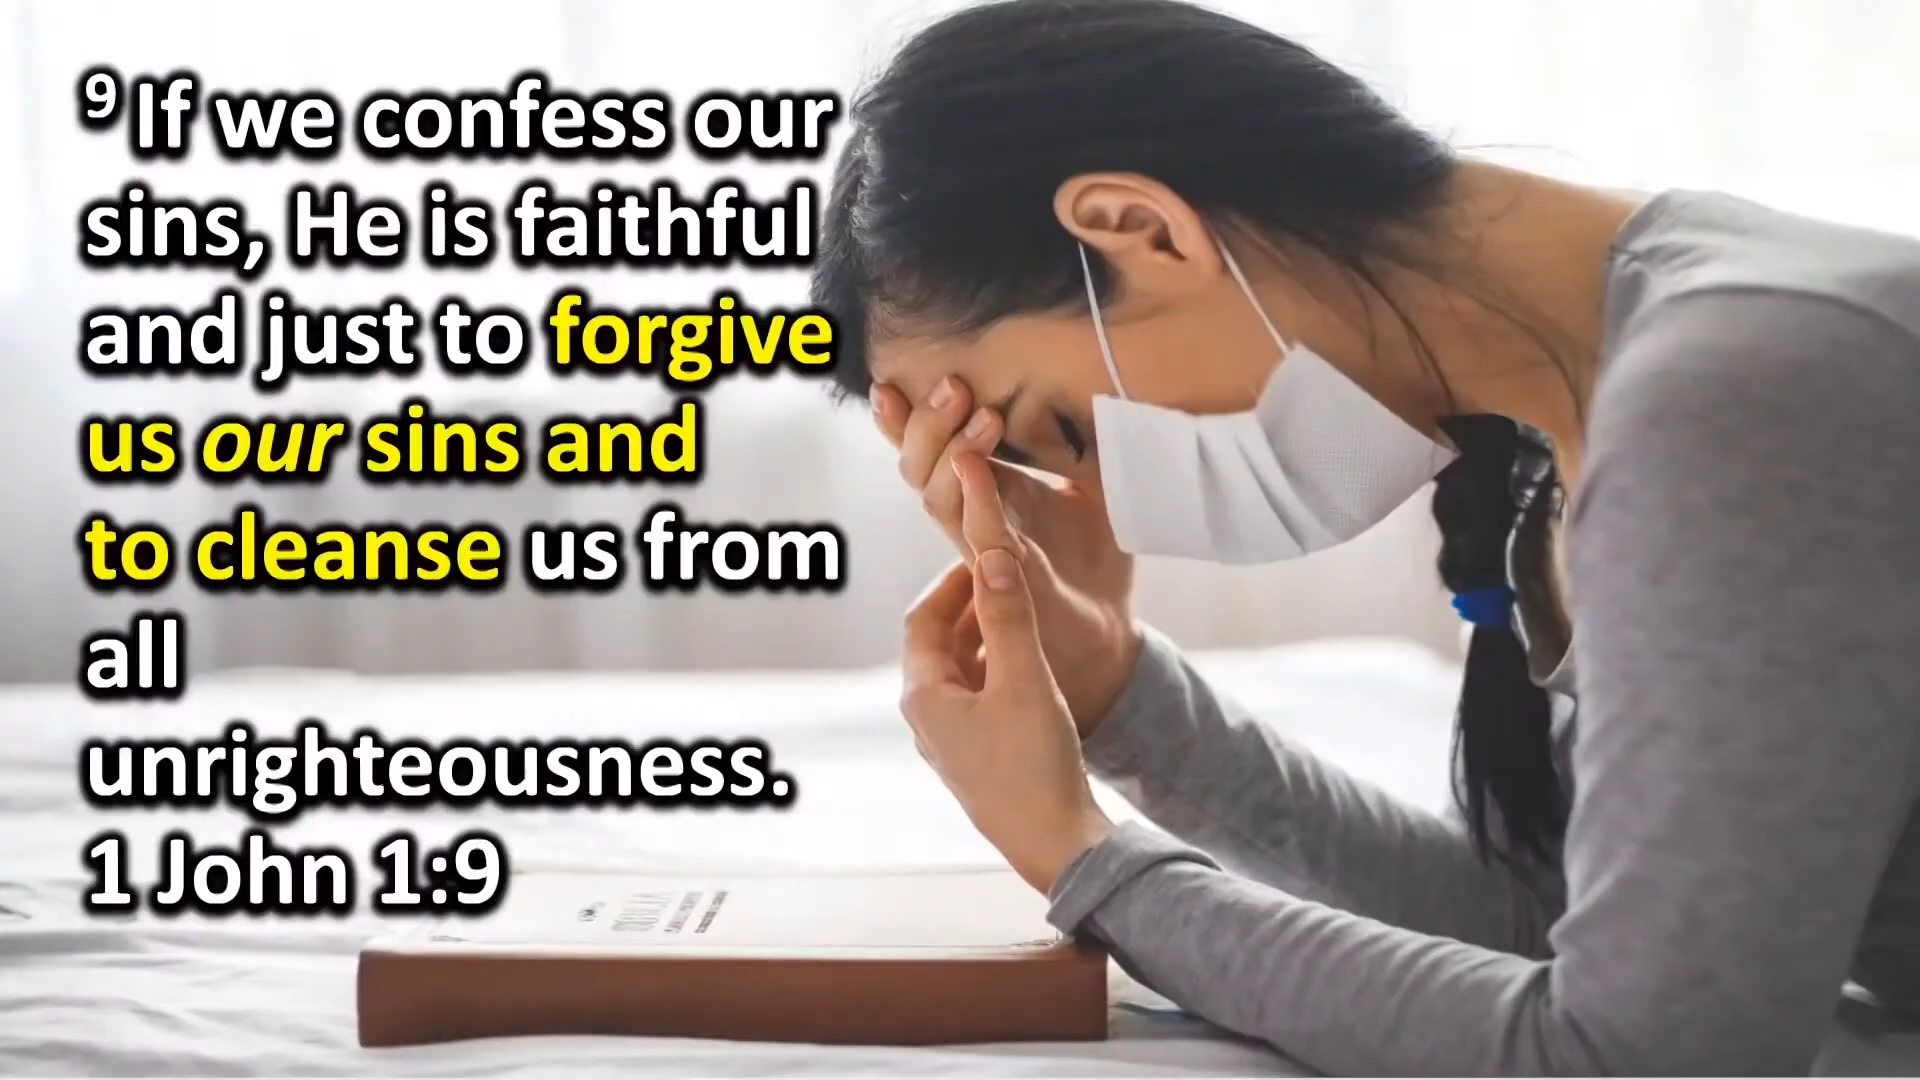 9 If we confess our
sins, He is faithful
and just to forgive
us our sins and
to cleanse us from
all
unrighteousness.
1 John 1:9